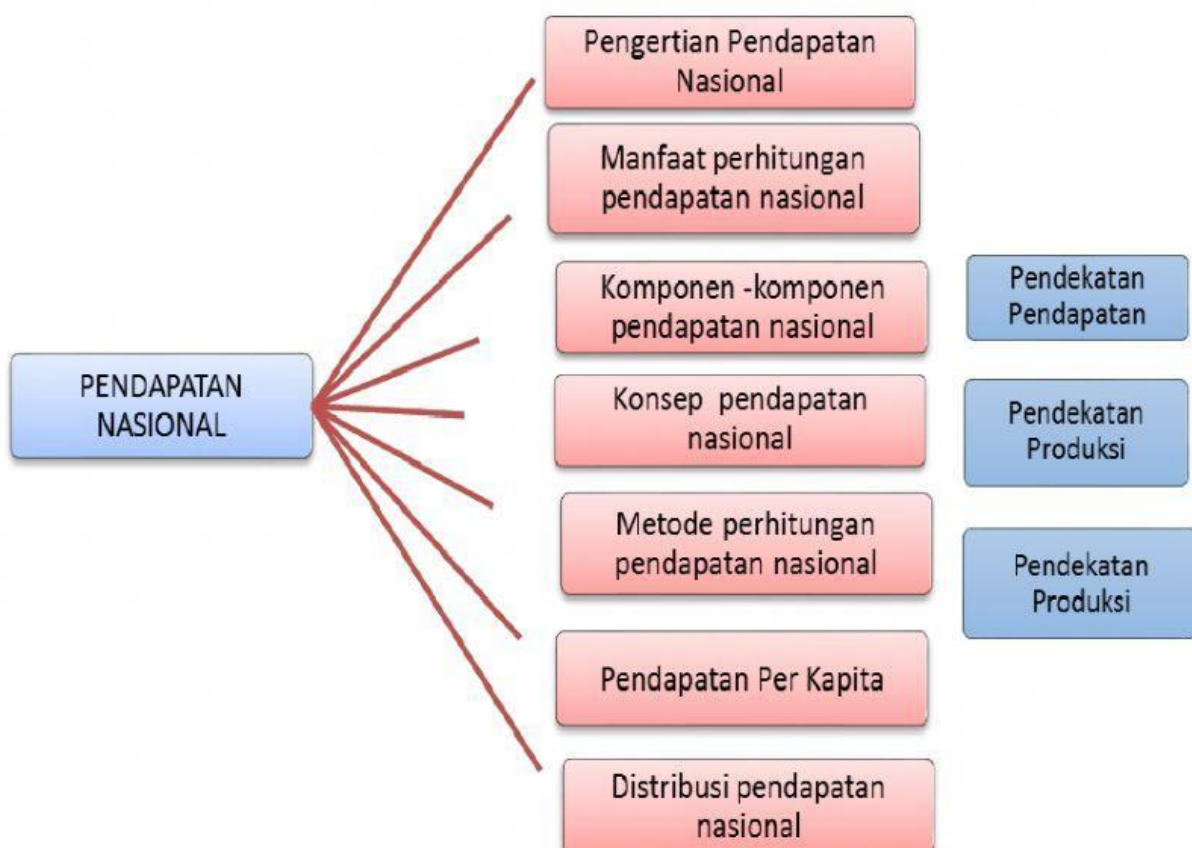 PENDAPATAN
NASIONAL
Pengertian Pendapatan
Nasional
Manfaat perhitungan
pendapatan nasional
Komponen -komponen
pendapatan nasional
Konsep pendapatan
nasional
Metode perhitungan
pendapatan nasional
Pendapatan Per Kapita
Distribusi pendapatan
nasional
Pendekatan
Pendapatan
Pendekatan
Produksi
Pendekatan
Produksi